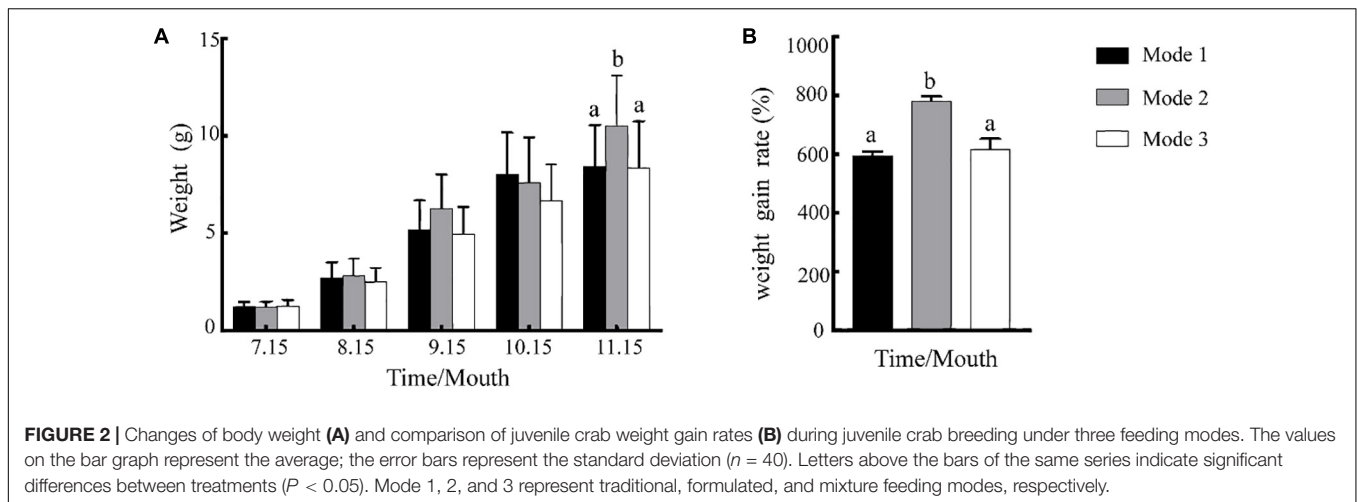 A
15
10
5
0
Weight (g)
a
b
a
7.15 8.15 9.15 10.15 11.15
Time/Mouth
B
1000
800
600
400
200
0
weight gain rate (%)
a
b
a
Time/Mouth
Mode 1
Mode 2
Mode 3
FIGURE 2 | Changes of body weight (A) and comparison of juvenile crab weight gain rates (B) during juvenile crab breeding under three feeding modes. The values
on the bar graph represent the average; the error bars represent the standard deviation (n = 40). Letters above the bars of the same series indicate significant
differences between treatments (P < 0.05). Mode 1, 2, and 3 represent traditional, formulated, and mixture feeding modes, respectively.